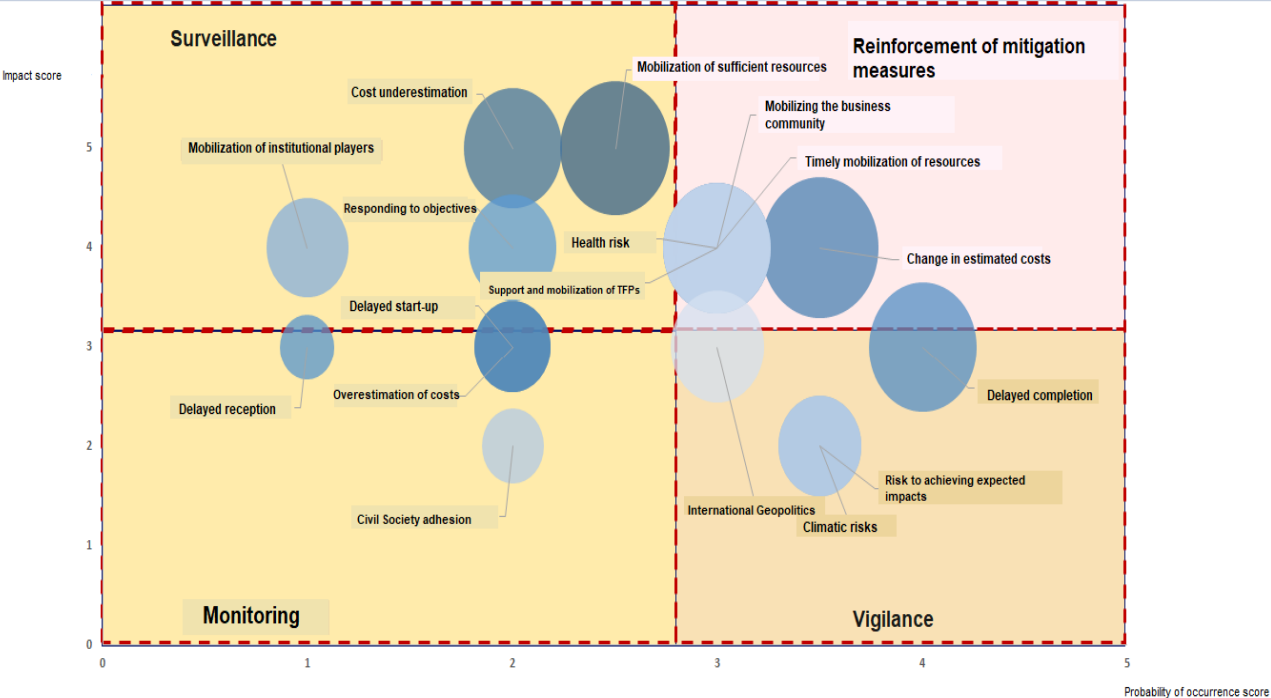 Surveillance
Reinforcement of mitigation
measures
Impact score
Mobilization of sufficient resources
Cost underestimation
Mobilizing the business
community
Mobilization of institutional players
Timely mobilization of resources
Responding to objectives
Health risk
Change in estimated costs
Support and mobilization of TFPs
Delayed start-up
Overestimation of costs
Delayed completion
Delayed reception
Risk to achieving expected
impacts
International Geopolitics
Civil Society adhesion
Climatic risks
Monitoring
Vigilance
5
4
3
2
1
0
0 1 2 3 4 5
Probability of occurrence score